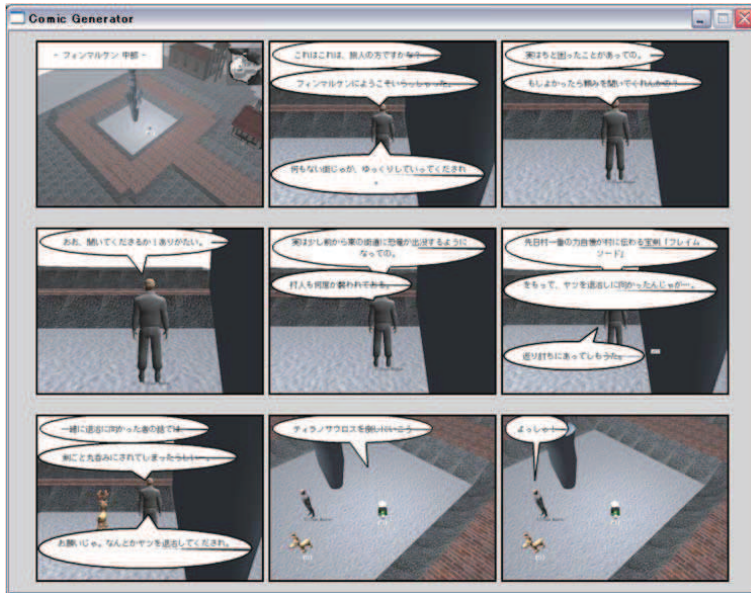 Comic Generator
- フォンマルケン 中部 -
これはこれは、旅人の方ですかな?
フォンマルケンにようこそいらっしゃった。
何もない街じゃが、ゆっくりしていってくだされ
。
実はちと困ったことがあっての。
もしよかったら頼みを聞いてくれんかの?
おお、聞いてくださるか!ありがたい。
実は少し前から東の街道に恐竜が出没するように
なっての。
村人も何度か襲われておる。
先日村一番の力自慢が村に伝わる宝剣「フレイム
ソード」
をもって、ヤツを退治しに向かったんじゃが…。
返り討ちにあってしもうた。
一緒に退治に向かった者の話では、
剣ごと丸呑みにされてしまったらしい…。
お願いじゃ。なんとかヤツを退治してくだされ。
ティラノサウロスを倒しにいこう
よっしゃ!